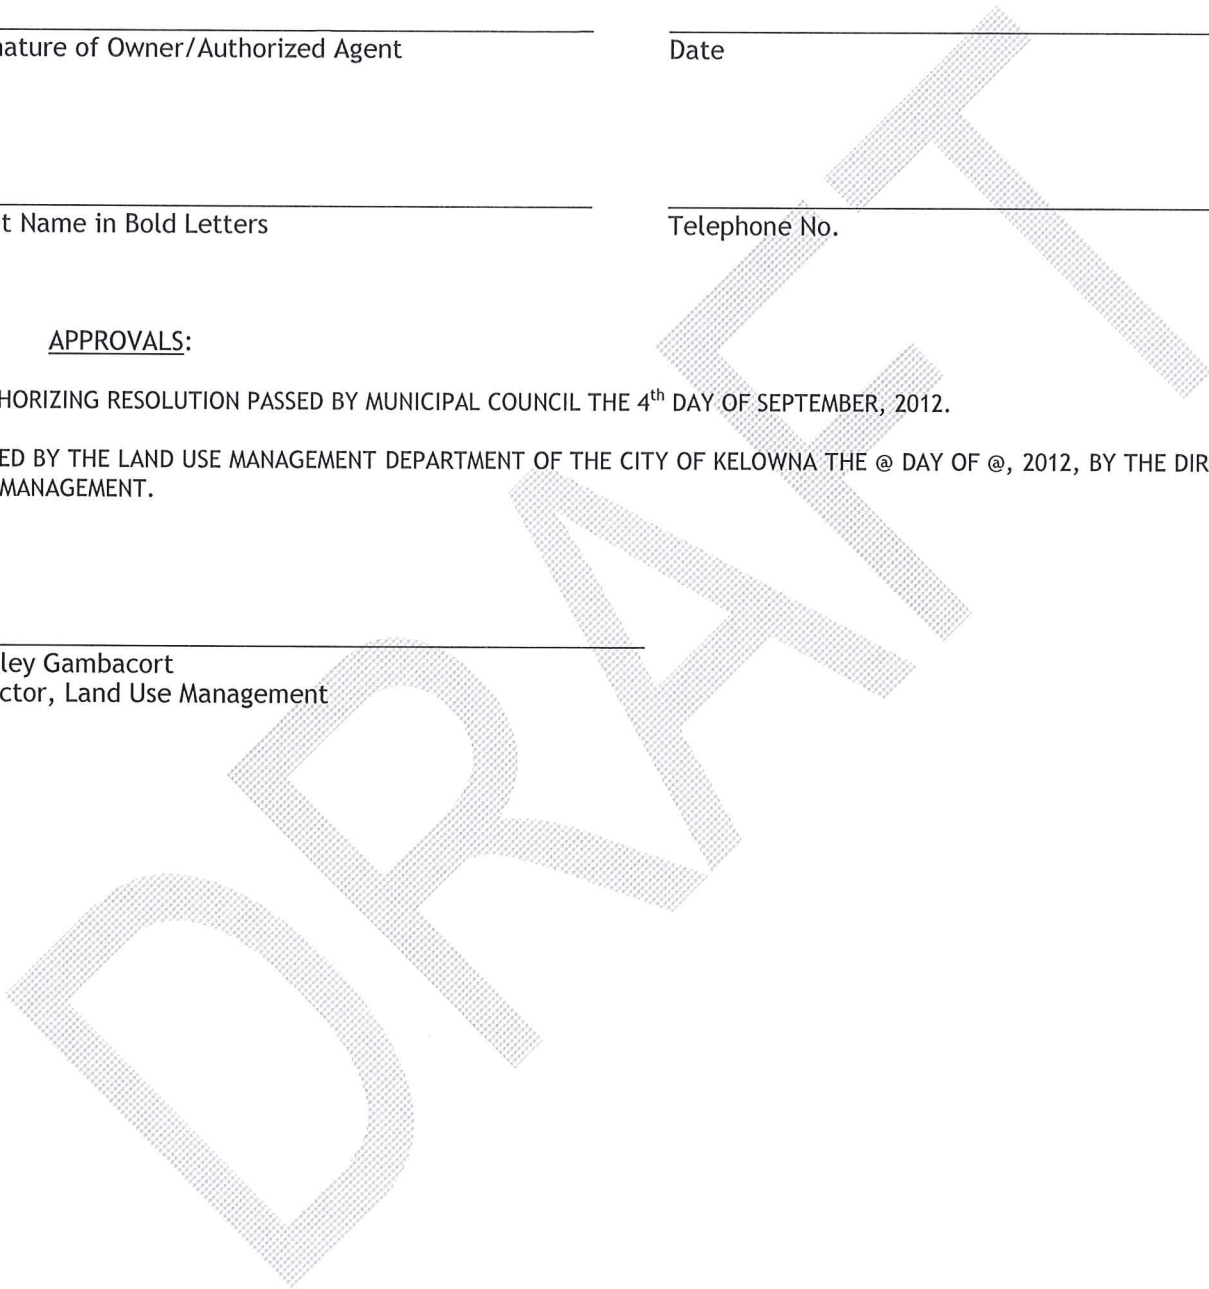 nature of Owner/Authorized Agent Date
t Name in Bold Letters Telephone No.
APPROVALS:
HORIZING RESOLUTION PASSED BY MUNICIPAL COUNCIL THE 4th DAY OF SEPTEMBER, 2012.
ED BY THE LAND USE MANAGEMENT DEPARTMENT OF THE CITY OF KELOWNA THE @ DAY OF @, 2012, BY THE DIR
MANAGEMENT.
ley Gambacort
ctor, Land Use Management
DRAFT